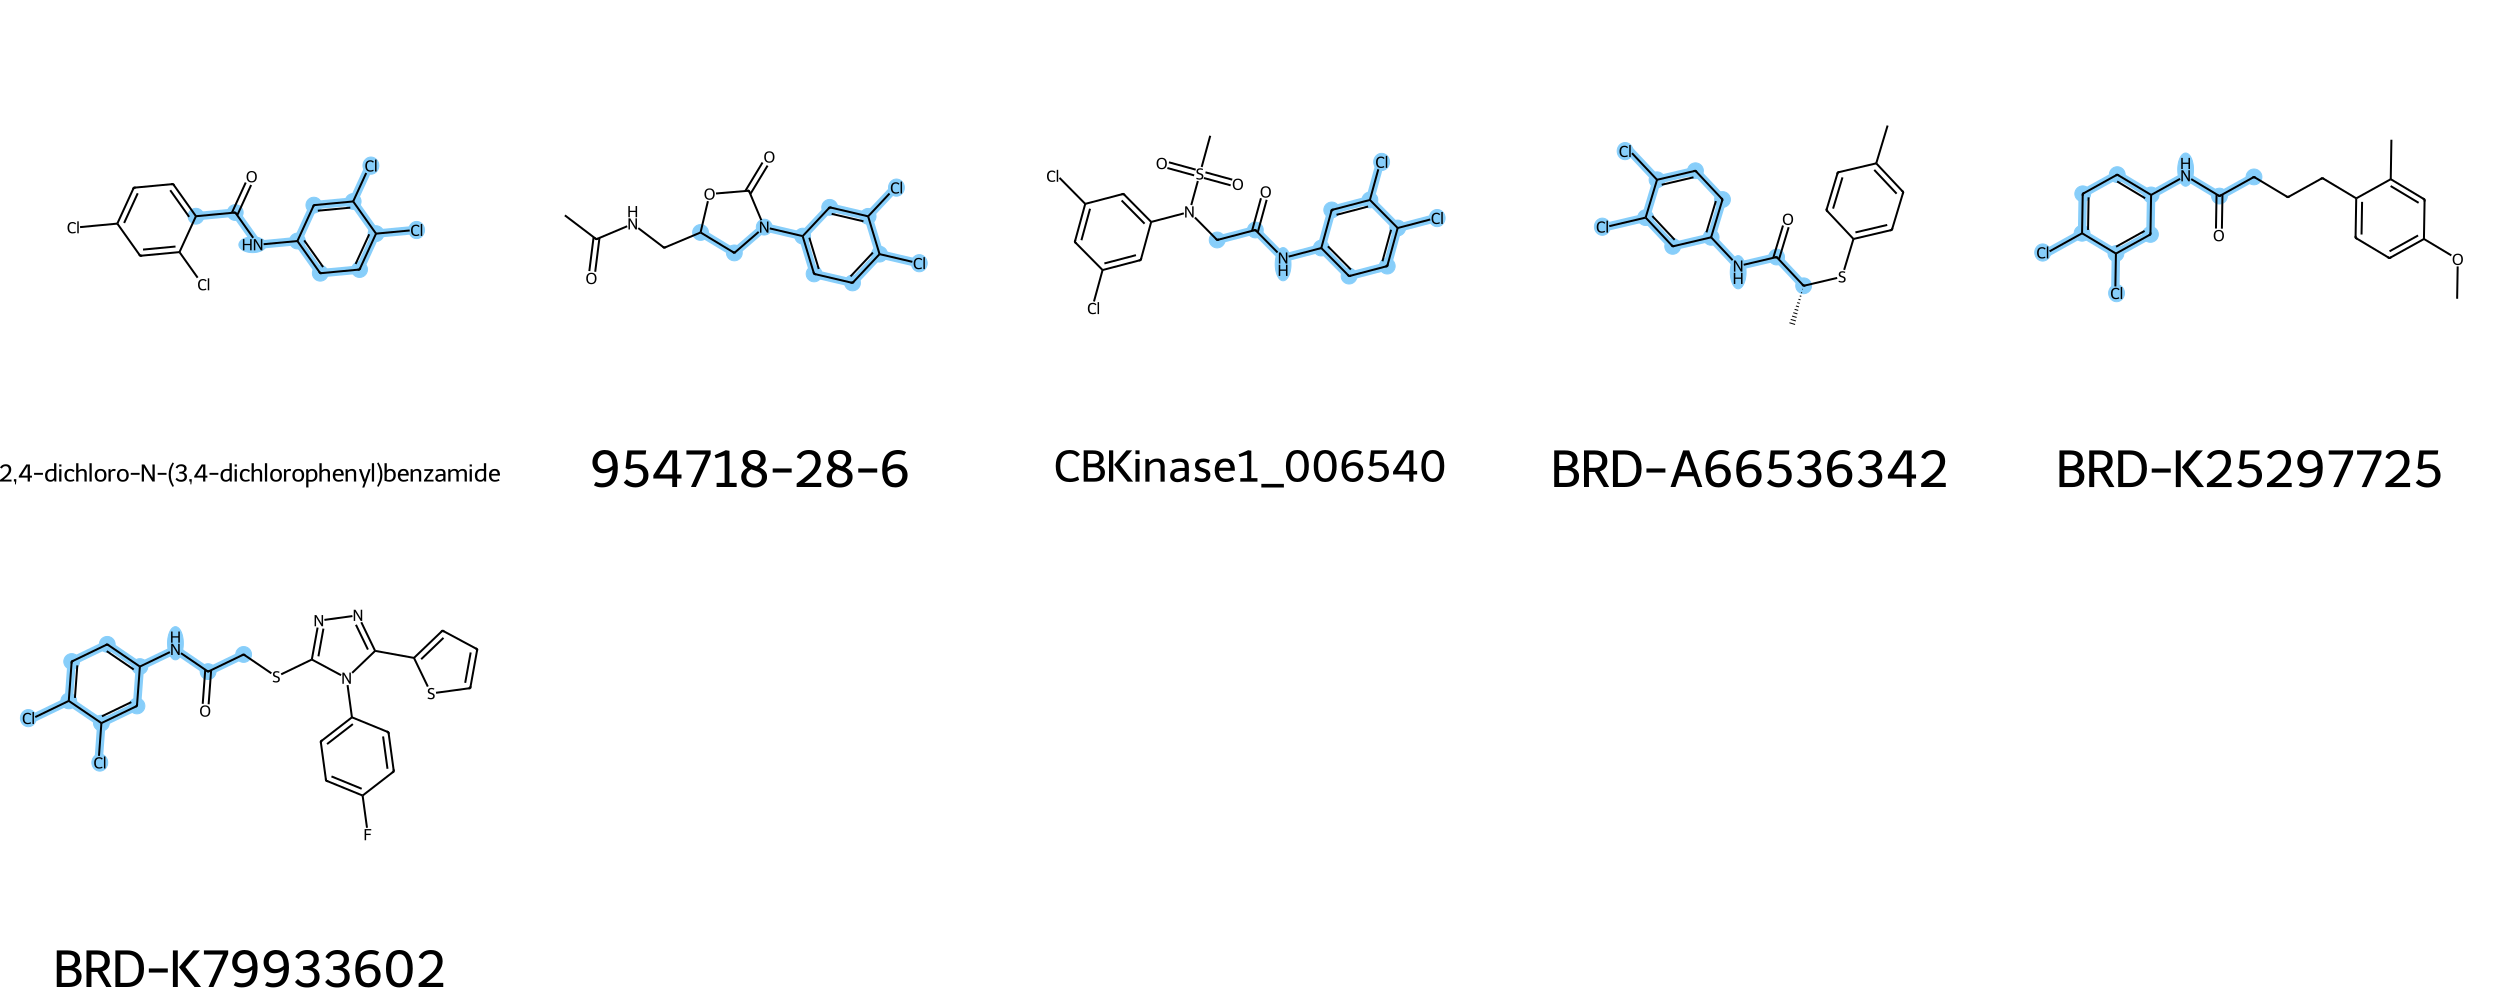 Cl
Cl
O
HN
Cl
Cl
O
H
N
O
O
N
Cl
Cl
Cl
O
S
O
N
O
N
H
Cl
Cl
Cl
Cl
Cl
O
N
H
S
H
N
O
Cl
Cl
O
2,4-dichloro-N-(3,4-dichlorophenyl)benzamide
954718-28-6
CBKinase1_006540
BRD-A66536342
BRD-K25297725
Cl
Cl
H
N
O
S
N
N
N
S
F
BRD-K79933602